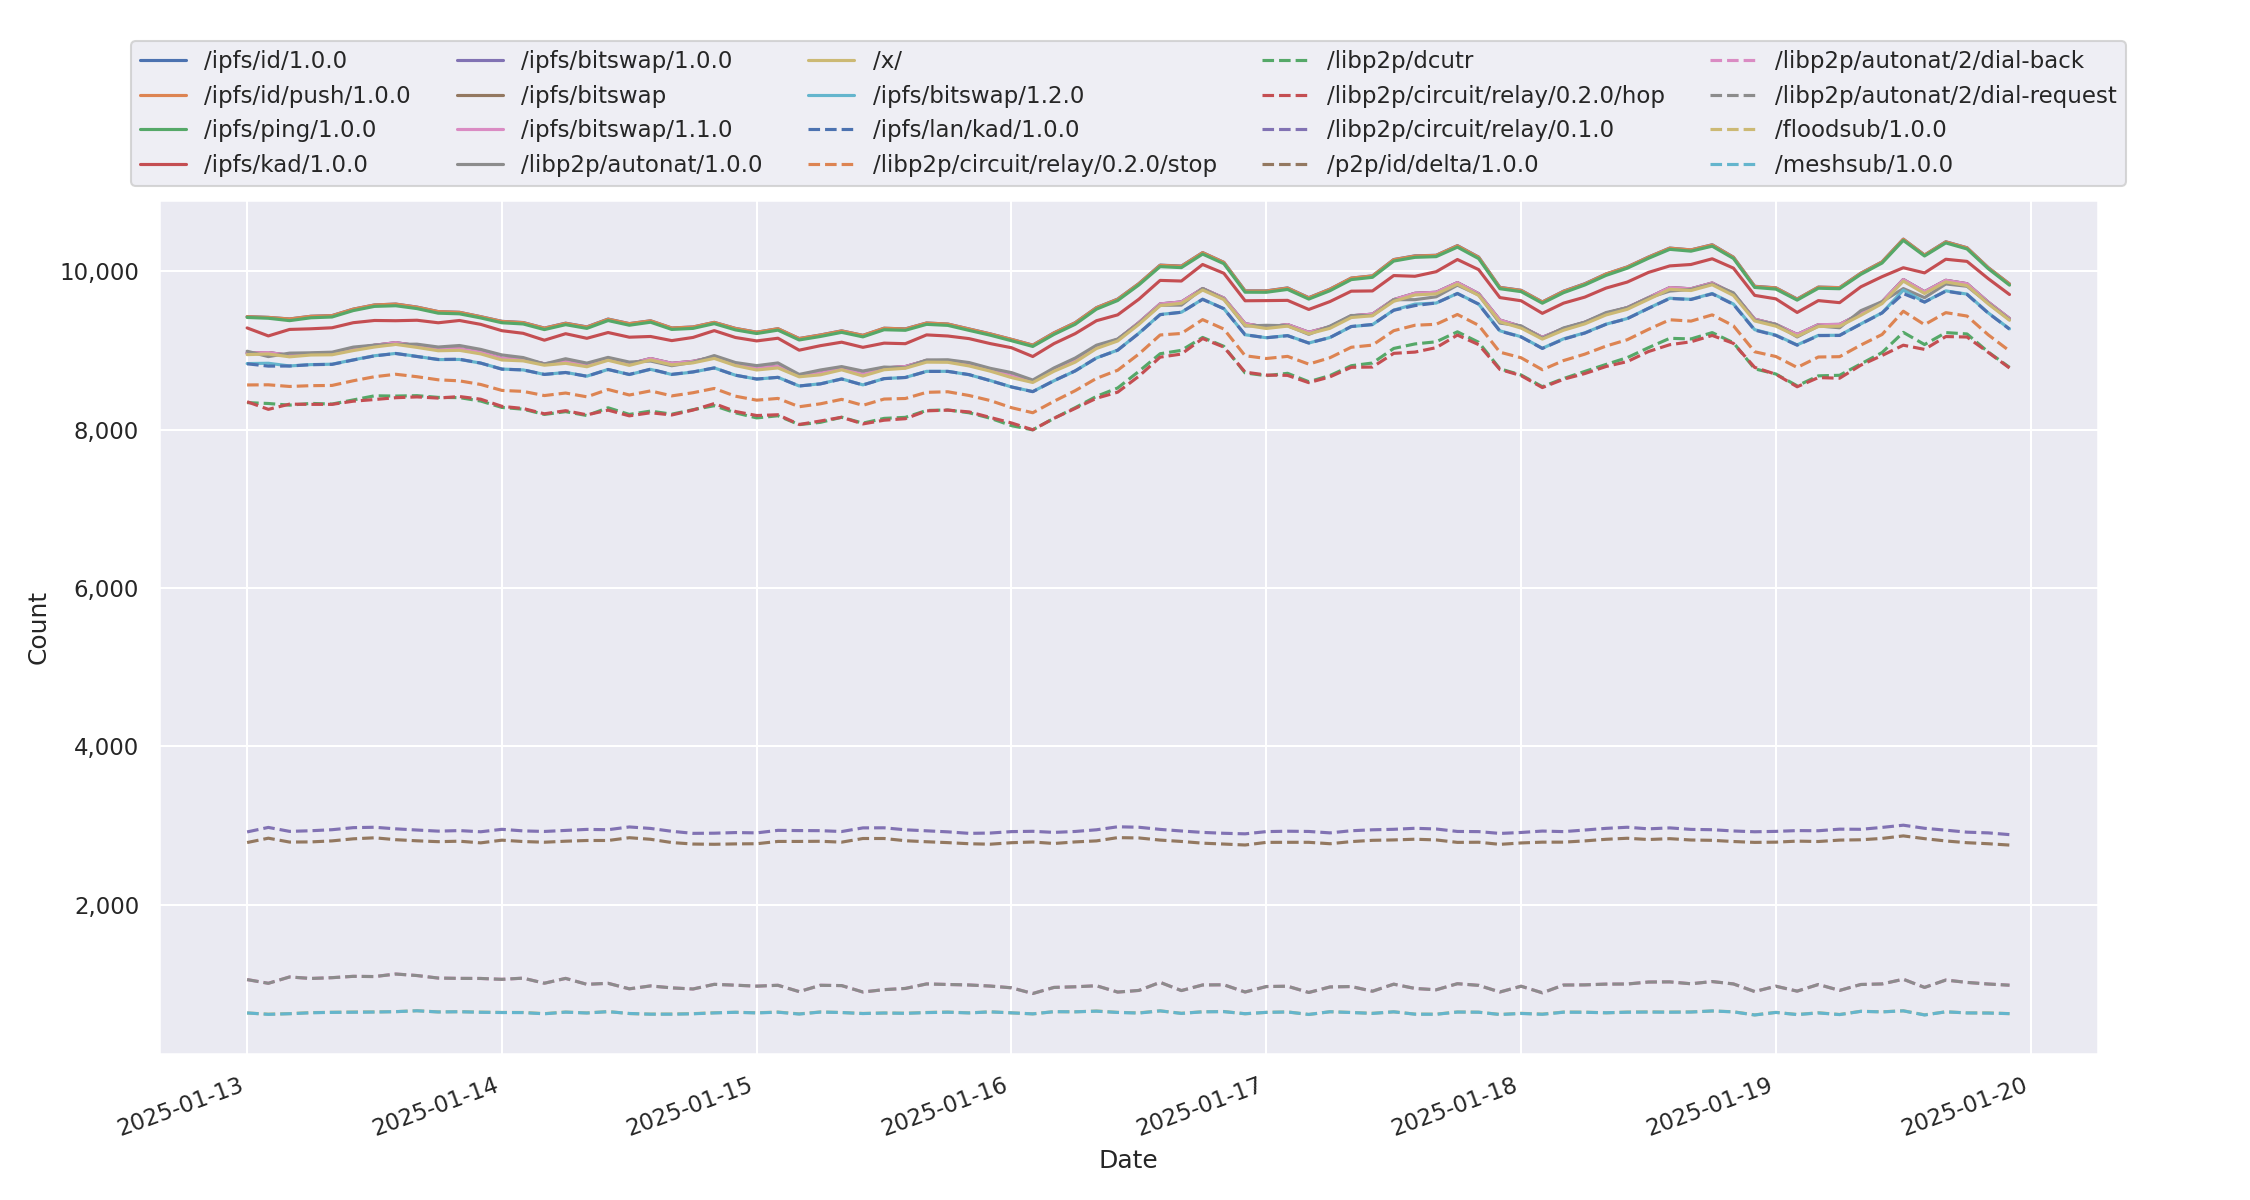 /ipfs/id/1.0.0
/ipfs/id/push/1.0.0
/ipfs/ping/1.0.0
/ipfs/kad/1.0.0
/ipfs/bitswap/1.0.0
/ipfs/bitswap
/ipfs/bitswap/1.1.0
/libp2p/autonat/1.0.0
/x/
/ipfs/bitswap/1.2.0
/ipfs/lan/kad/1.0.0
/libp2p/circuit/relay/0.2.0/stop
/libp2p/dcutr
/libp2p/circuit/relay/0.2.0/hop
/libp2p/circuit/relay/0.1.0
/p2p/id/delta/1.0.0
/libp2p/autonat/2/dial-back
/libp2p/autonat/2/dial-request
/floodsub/1.0.0
/meshsub/1.0.0
10,000
8,000
6,000
4,000
2,000
Count
2025-01-13
2025-01-14
2025-01-15
2025-01-16
2025-01-17
2025-01-18
2025-01-19
2025-01-20
Date